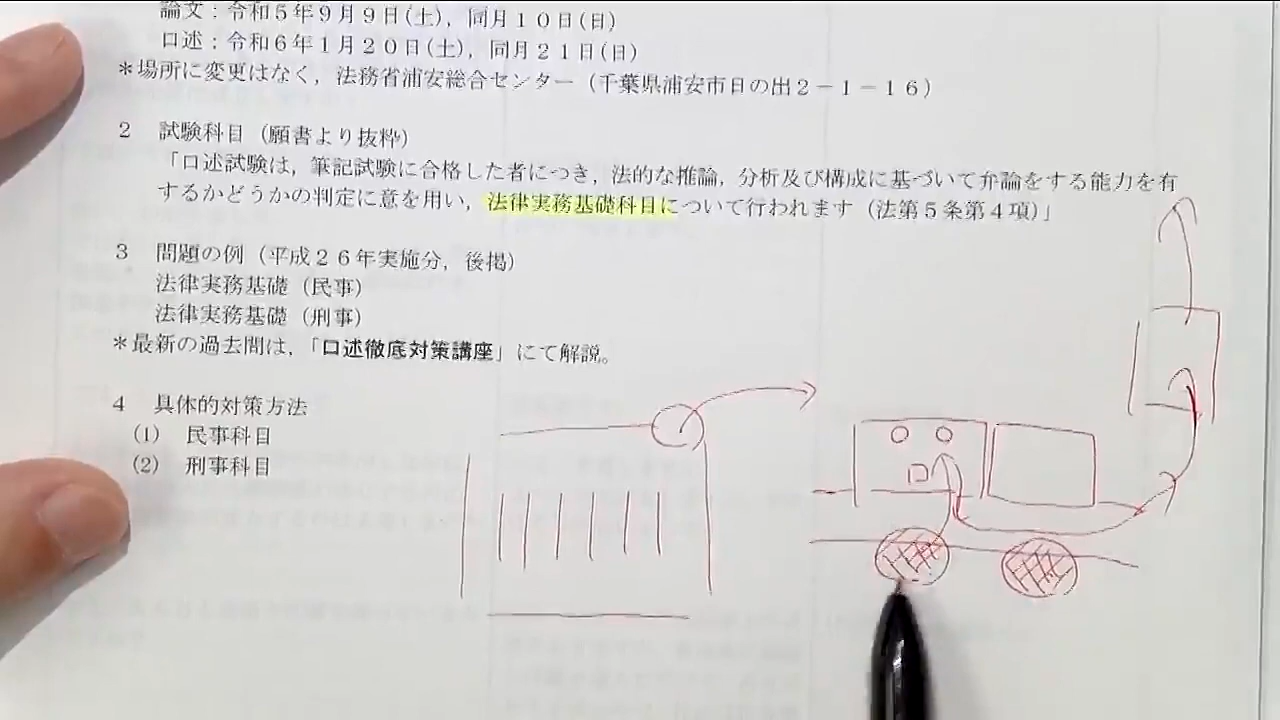 論文：令和５年９月９日(土)，同月１０日(日)
口述：令和６年１月２０日(土)，同月２１日(日)
＊場所に変更はなく，法務省浦安総合センター（千葉県浦安市日の出２－１－１６）
２　試験科目（願書より抜粋）
「口述試験は，筆記試験に合格した者につき，法的な推論，分析及び構成に基づいて弁論をする能力を有
するかどうかの判定に意を用い，法律実務基礎科目について行われます（法第５条第４項）」
３　問題の例（平成２６年実施分，後掲）
法律実務基礎（民事）
法律実務基礎（刑事）
＊最新の過去問は，「口述徹底対策講座」にて解説。
４　具体的対策方法
(1)　民事科目
(2)　刑事科目